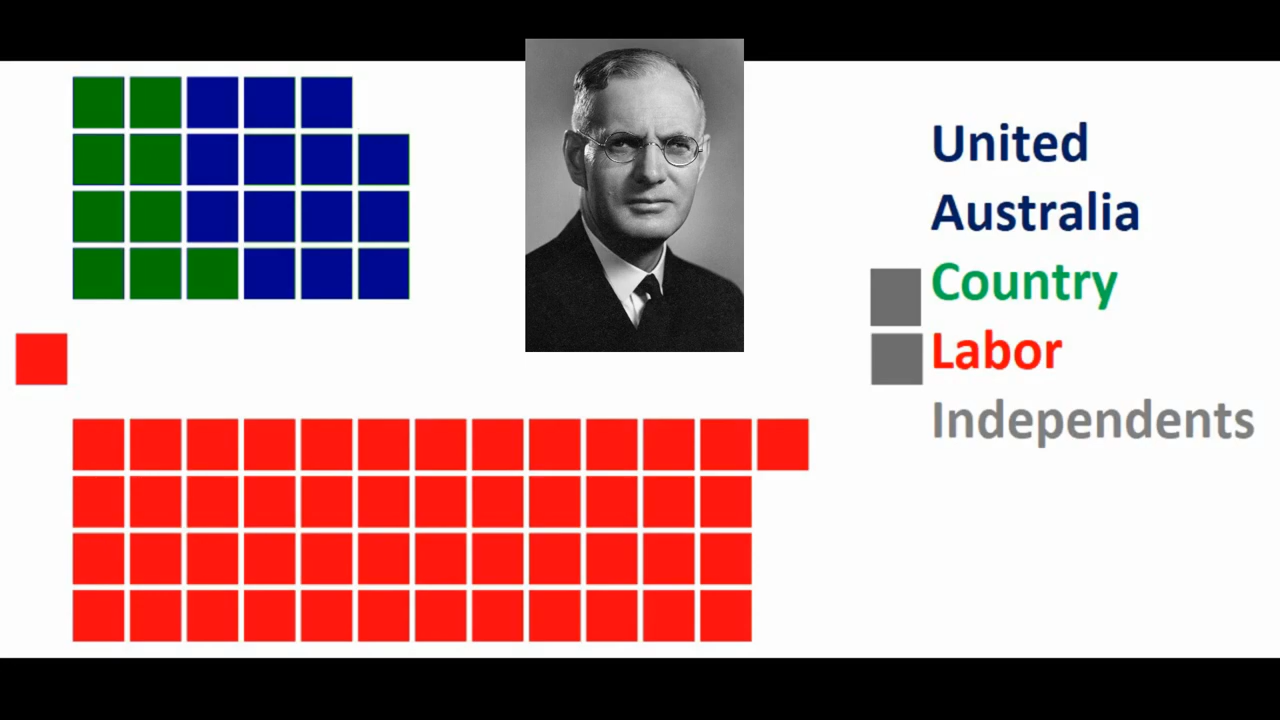 United
Australia
Country
Labor
Independents